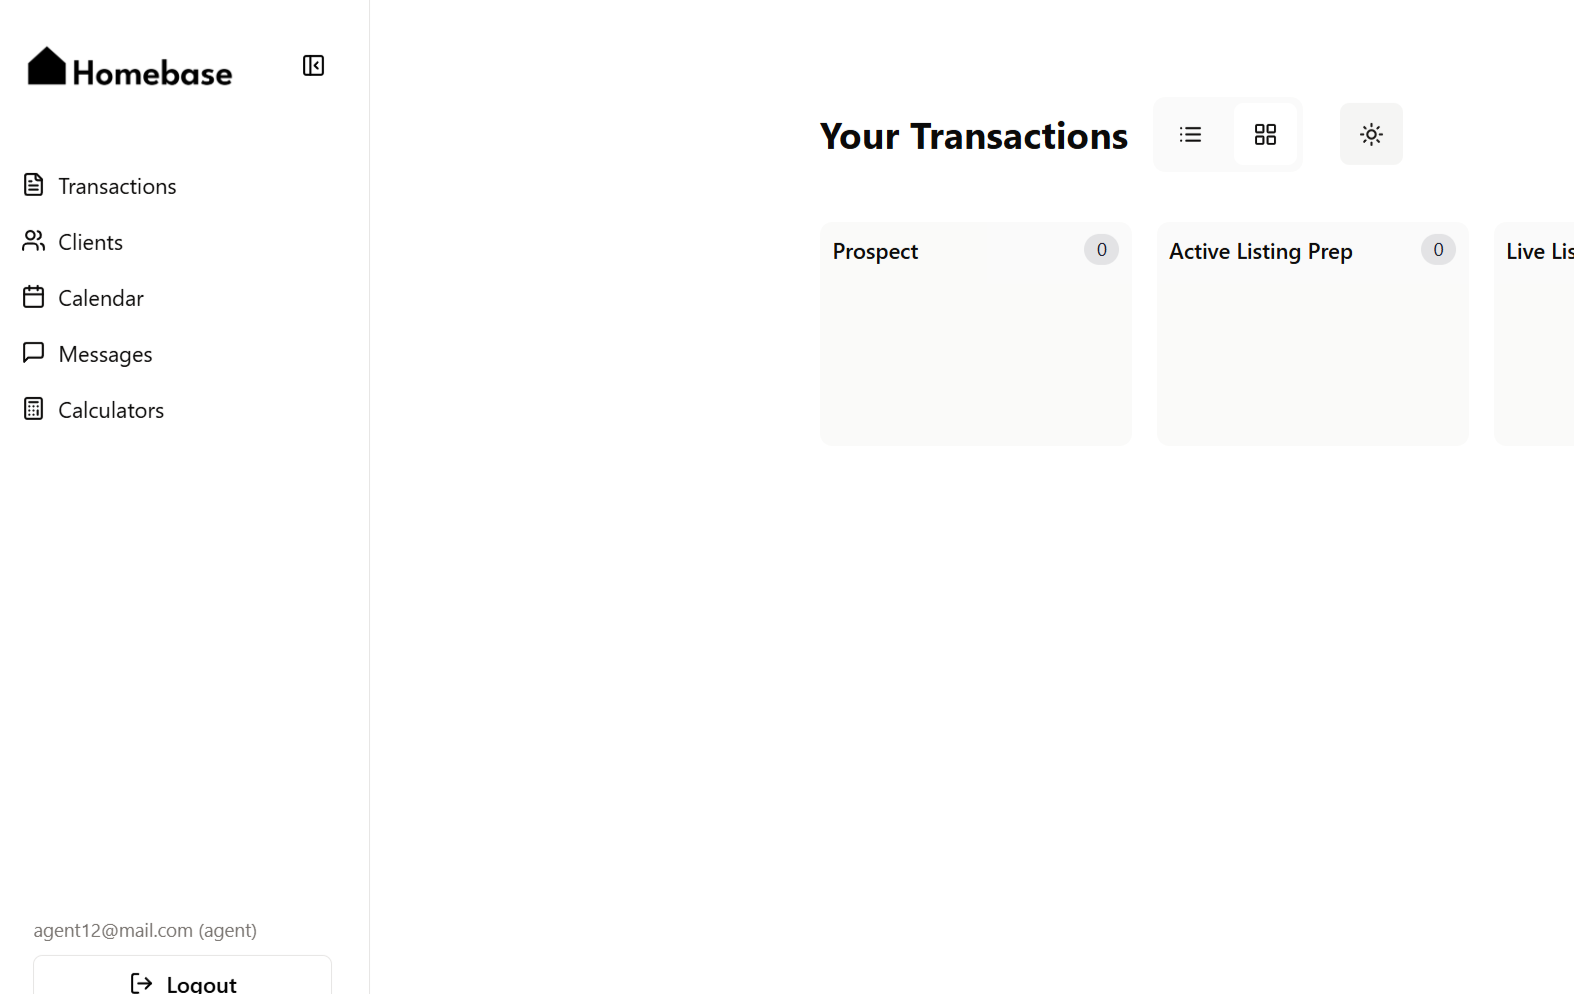 Homebase
Transactions
Clients
Calendar
Messages
Calculators
agent12@mail.com (agent)
Logout
Your Transactions
Prospect 0
Active Listing Prep 0
Live Lis